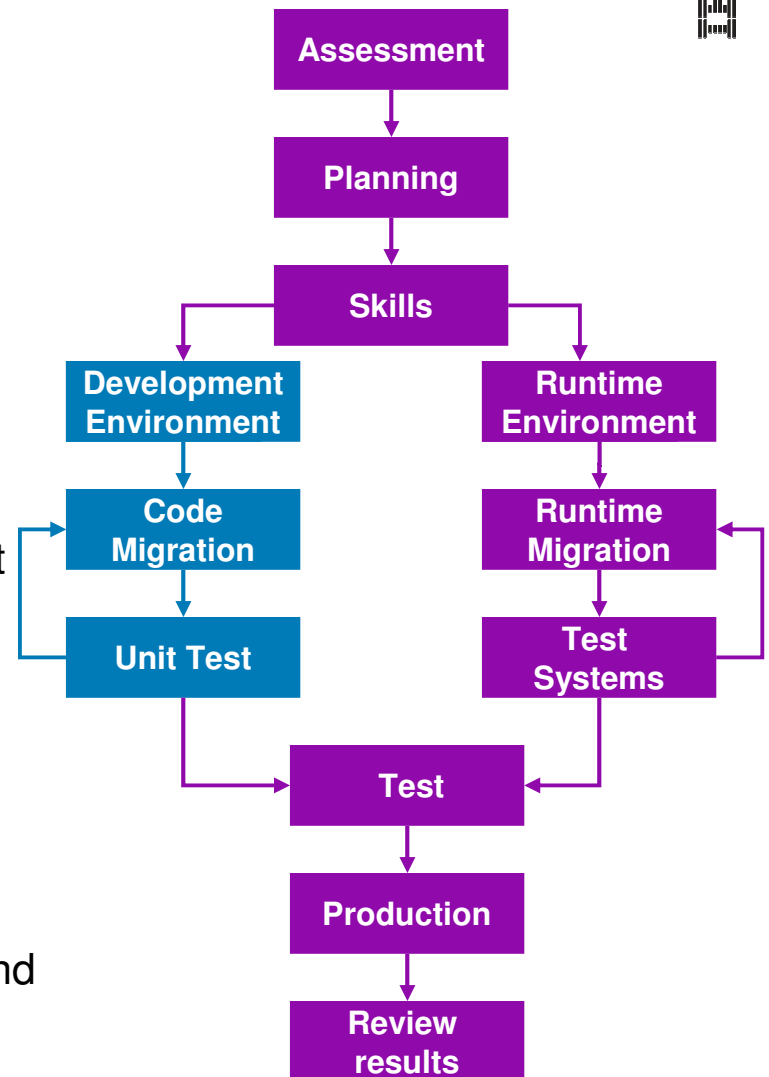 Assessment
Planning
Skills
Development
Environment
Runtime
Environment
Code
Migration
Runtime
Migration
Unit Test
Test
Systems
Test
Production
Review
results